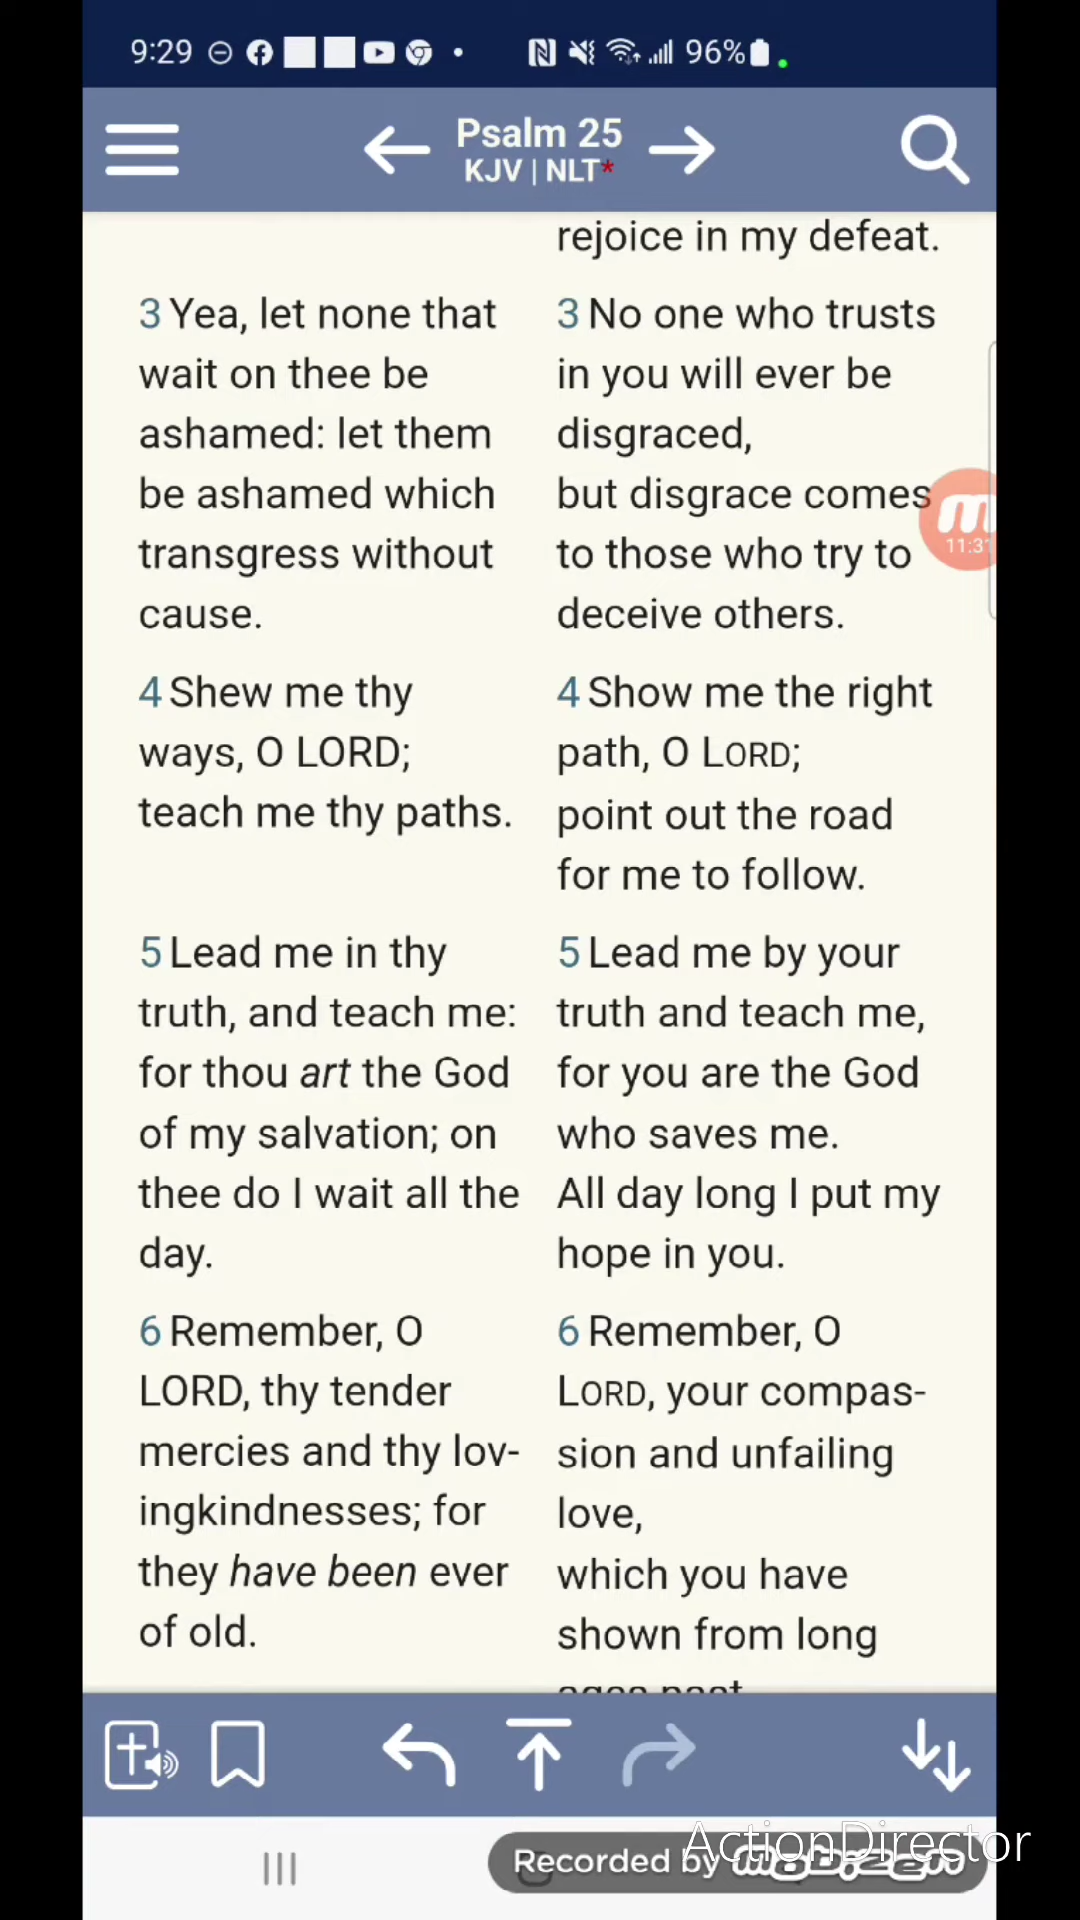 9:29
96%
Psalm 25
KJV | NLT*
rejoice in my defeat.
3 Yea, let none that
wait on thee be
ashamed: let them
be ashamed which
transgress without
cause.
3 No one who trusts
in you will ever be
disgraced,
but disgrace comes
to those who try to
deceive others.
11:31
4 Shew me thy
ways, O LORD;
teach me thy paths.
4 Show me the right
path, O LORD;
point out the road
for me to follow.
5 Lead me in thy
truth, and teach me:
for thou art the God
of my salvation; on
thee do I wait all the
day.
5 Lead me by your
truth and teach me,
for you are the God
who saves me.
All day long I put my
hope in you.
6 Remember, O
LORD, thy tender
mercies and thy lov-
ingkindnesses; for
they have been ever
of old.
6 Remember, O
LORD, your compas-
sion and unfailing
love,
which you have
shown from long
ages past.
ActionDirector
Recorded by mobizen